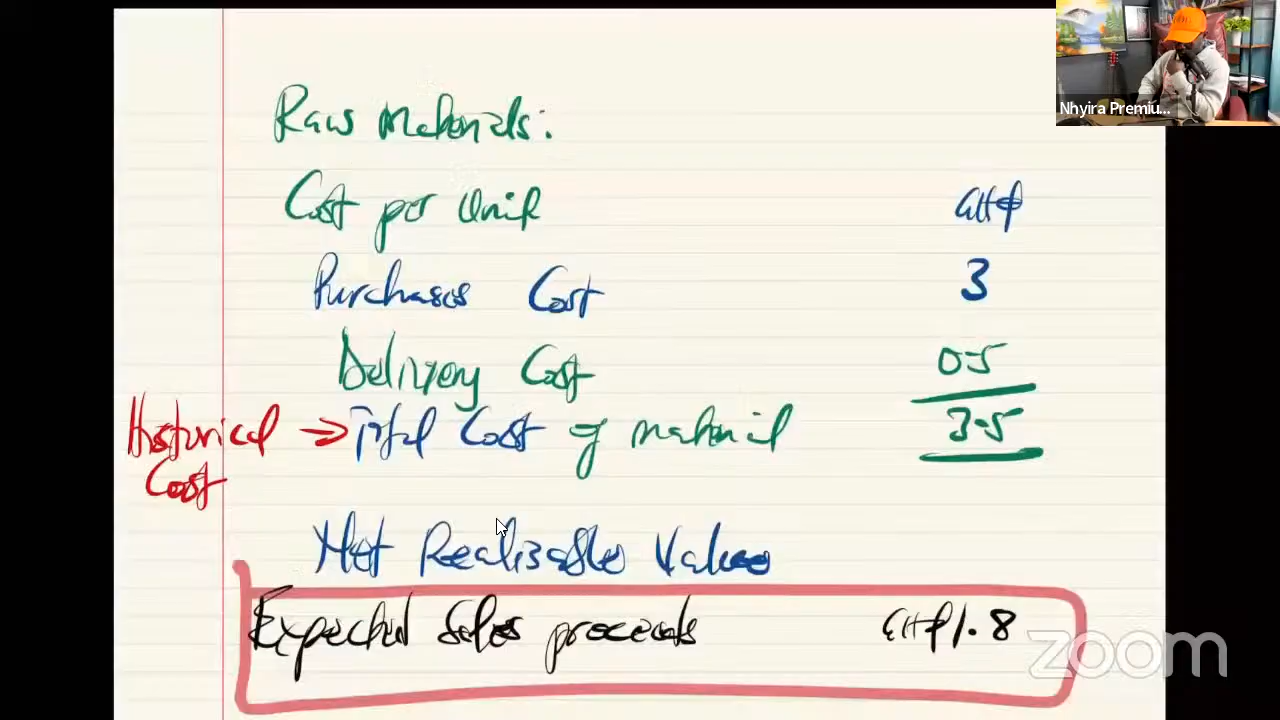 Raw Materials:
Cost per Unit GH¢
Purchases Cost 3
Delivery Cost 0.5
Historical Cost → Total Cost of material 3.5
Net Realisable Value
Expected Sales proceeds GH¢1.8
Nhyira Premiu...
zoom